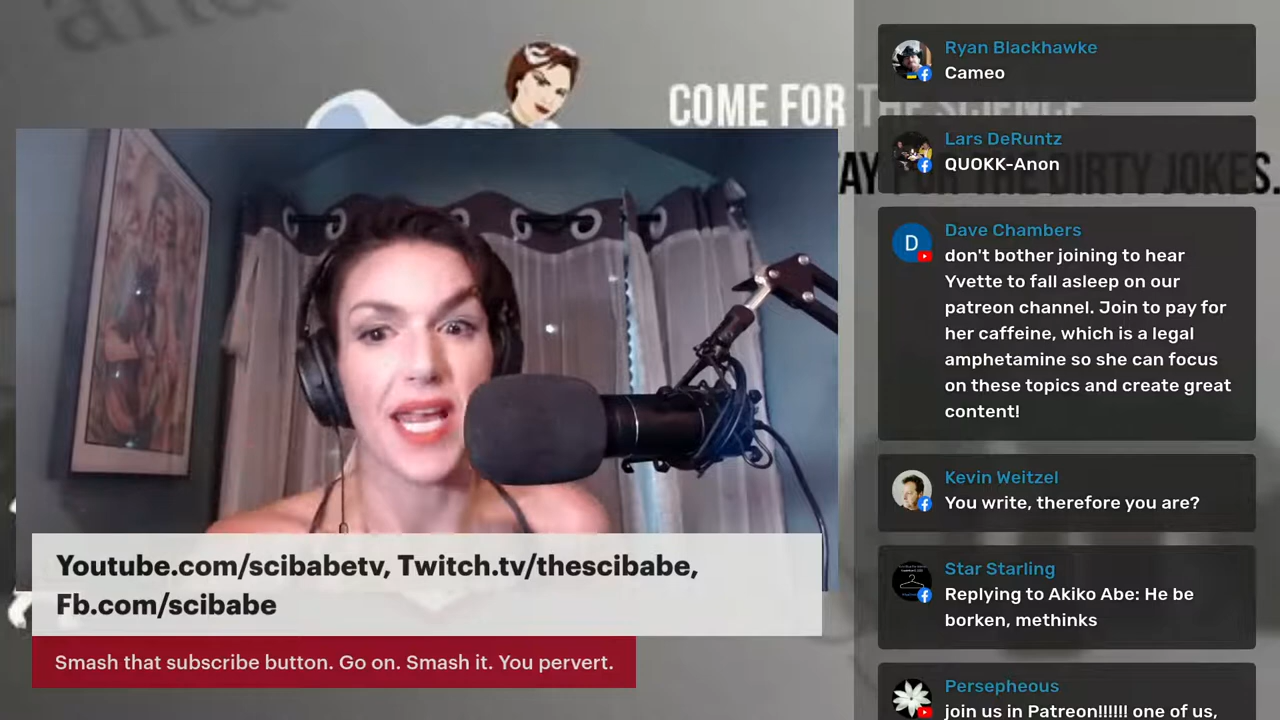 and
COME FOR THE SCIENCE
AY FOR THE DIRTY JOKES.
Youtube.com/scibabetv, Twitch.tv/thescibabe,
Fb.com/scibabe
Smash that subscribe button. Go on. Smash it. You pervert.
Ryan Blackhawke
Cameo
Lars DeRuntz
QUOKK-Anon
D
Dave Chambers
don't bother joining to hear
Yvette to fall asleep on our
patreon channel. Join to pay for
her caffeine, which is a legal
amphetamine so she can focus
on these topics and create great
content!
Kevin Weitzel
You write, therefore you are?
Star Starling
Replying to Akiko Abe: He be
borken, methinks
Persepheous
join us in Patreon!!!!!! one of us,